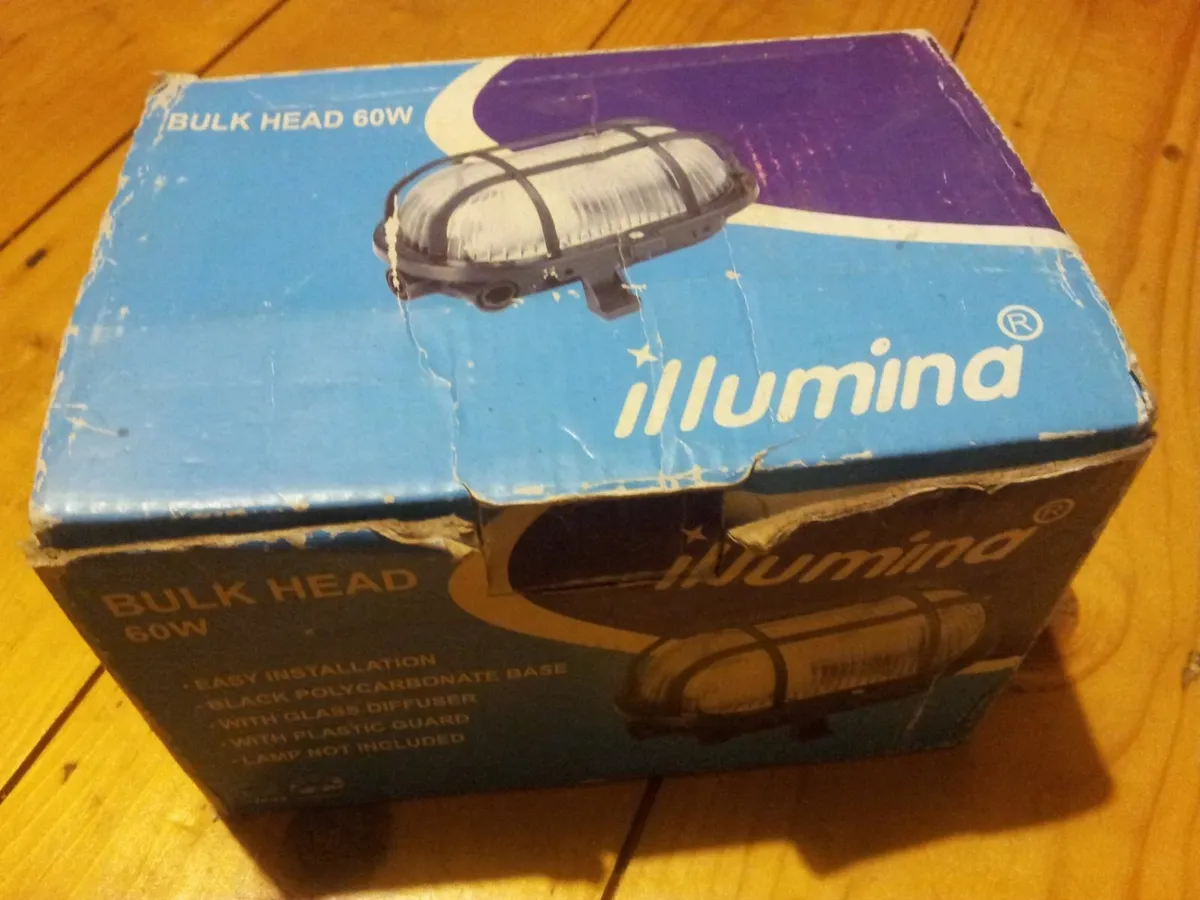 BULK HEAD 60W
illumina®
illumina®
BULK HEAD
60W
· EASY INSTALLATION
· BLACK POLYCARBONATE BASE
· WITH GLASS DIFFUSER
· WITH PLASTIC GUARD
· LAMP NOT INCLUDED